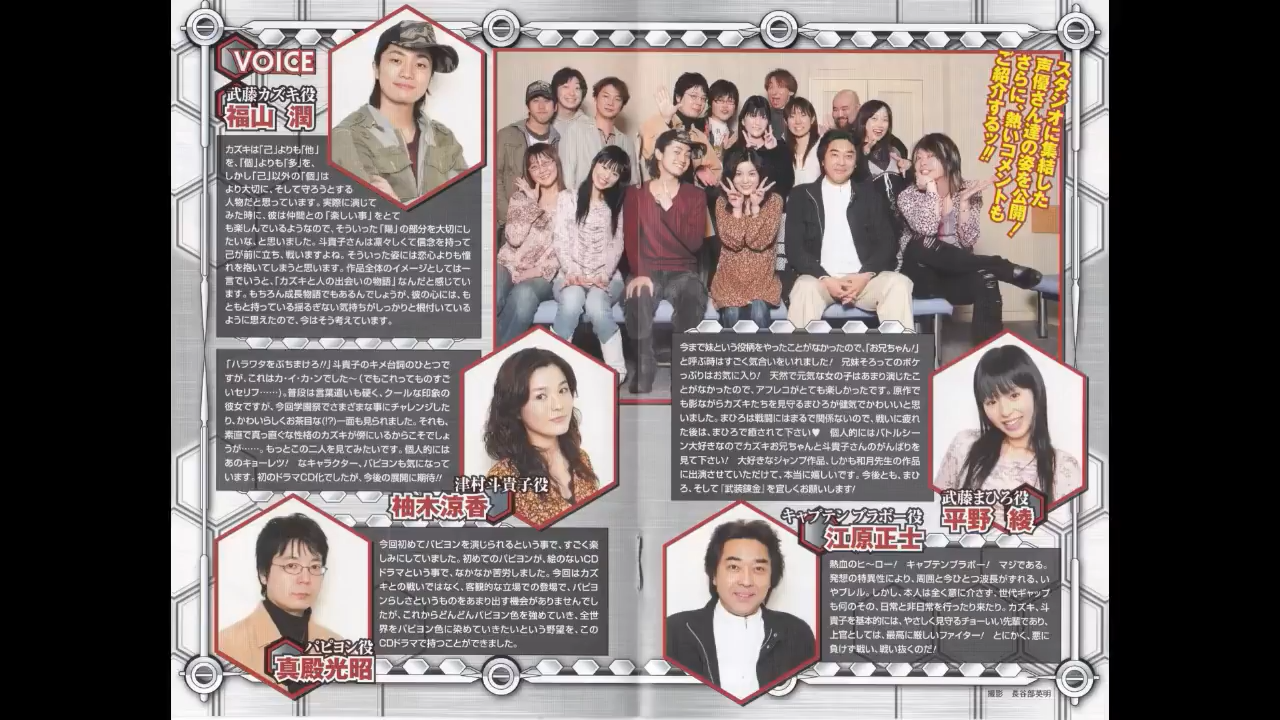 VOICE
武藤カズキ役
福山 潤
カズキは「己」よりも「他」
を、「個」よりも「多」を、
しかし「己」以外の「個」は
より大切に、そして守ろうとする
人物だと思っています。実際に演じて
みた時に、彼は仲間との「楽しい事」をとて
も楽しんでいるようなので、そういった「陽」の部分を大切にし
たいな、と思いました。斗貴子さんは凛々しくて信念を持って
己が前に立ち、戦いますよね。そういった姿には恋心よりも憧
れを抱いてしまうと思います。作品全体のイメージとしては一
言でいうと、「カズキと人の出会いの物語」なんだと感じてい
ます。もちろん成長物語でもあるんでしょうが、彼の心には、も
ともと持っている揺るぎない気持ちがしっかりと根付いている
ように思えたので、今はそう考えています。
スタジオに集結した
声優さん達の姿を公開!
さらに、熱いコメントも
ご紹介するッ!!
「ハラワタをぶちまけろ!!」斗貴子のキメ台詞のひとつで
すが、これはカ・イ・カ・ンでした〜(でもこれってものすご
いセリフ……)。普段は言葉遣いも硬く、クールな印象の
彼女ですが、今回学園祭でさまざまな事にチャレンジした
り、かわいらしくお茶目な(!?)一面も見られました。それも、
素直で真っ直ぐな性格のカズキが傍にいるからこそでしょ
うが……。もっとこの二人を見てみたいです。個人的には
あのキョーレツ! なキャラクター、パピヨンも気になって
います。初のドラマCD化でしたが、今後の展開に期待!!
津村斗貴子役
柚木涼香
今まで妹という役柄をやったことがなかったので、「お兄ちゃん!」
と呼ぶ時はすごく気合いをいれました! 兄妹そろってのボケ
っぷりはお気に入り! 天然で元気な女の子はあまり演じたこ
とがなかったので、アフレコがとても楽しかったです。原作で
も影ながらカズキたちを見守るまひろが健気でかわいいと思
いました。まひろは戦闘にはまるで関係ないので、戦いに疲れ
た後は、まひろで癒されて下さい♥ 個人的にはバトルシー
ン大好きなのでカズキお兄ちゃんと斗貴子さんのがんばりを
見て下さい! 大好きなジャンプ作品、しかも和月先生の作品
に出演させていただけて、本当に嬉しいです。今後とも、まひ
ろ、そして「武装錬金」を宜しくお願いします!
武藤まひろ役
平野 綾
今回初めてパピヨンを演じられるという事で、すごく楽
しみにしていました。初めてのパピヨンが、絵のないCD
ドラマという事で、なかなか苦労しました。今回はカズ
キとの戦いではなく、客観的な立場での登場で、パピヨ
ンらしさというものをあまり出す機会がありませんでし
たが、これからどんどんパピヨン色を強めていき、全世
界をパピヨン色に染めていきたいという野望を、この
CDドラマで持つことができました。
パピヨン役
真殿光昭
キャプテンブラボー役
江原正士
熱血のヒ〜ロー! キャプテンブラボー! マジである。
発想の特異性により、周囲と今ひとつ波長がずれる、い
やブレル。しかし、本人は全く意に介さず、世代ギャップ
も何のその、日常と非日常を行ったり来たり。カズキ、斗
貴子を基本的には、やさしく見守るチョーいい先輩であり、
上官としては、最高に厳しいファイター! とにかく、悪に
負けず戦い、戦い抜くのだ!
撮影 長谷部英明